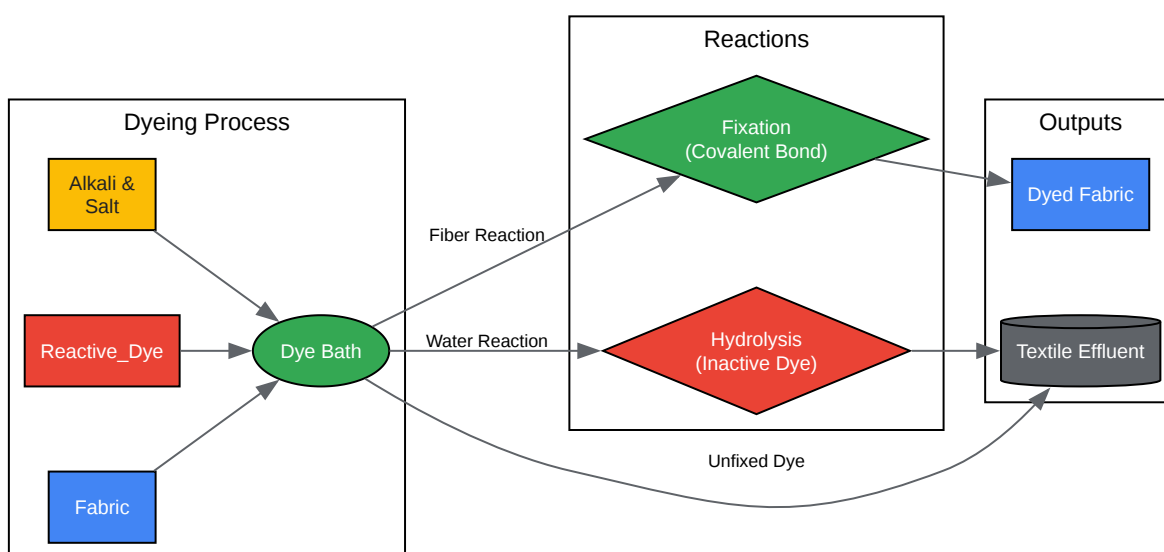 Dyeing Process
Alkali &
Salt
Reactive_Dye
Fabric
Dye Bath
Fiber Reaction
Water Reaction
Unfixed Dye
Reactions
Fixation
(Covalent Bond)
Hydrolysis
(Inactive Dye)
Outputs
Dyed Fabric
Textile Effluent